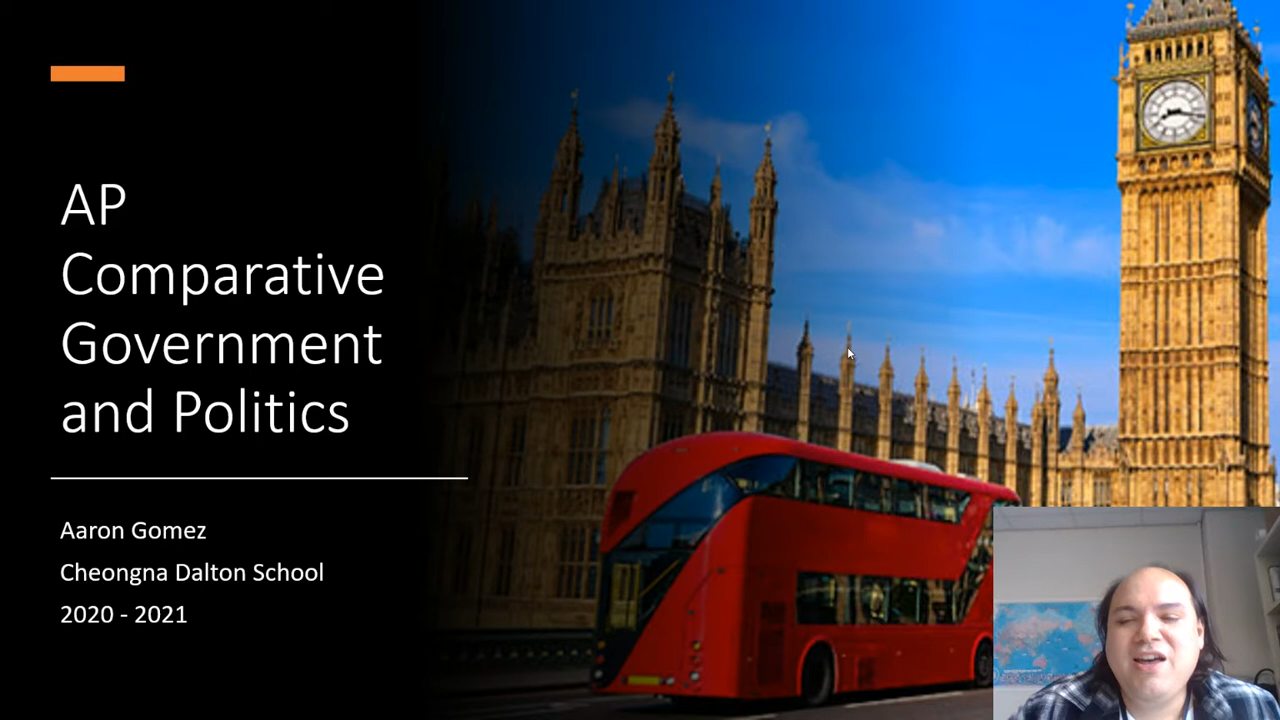 AP
Comparative
Government
and Politics
Aaron Gomez
Cheongna Dalton School
2020 - 2021